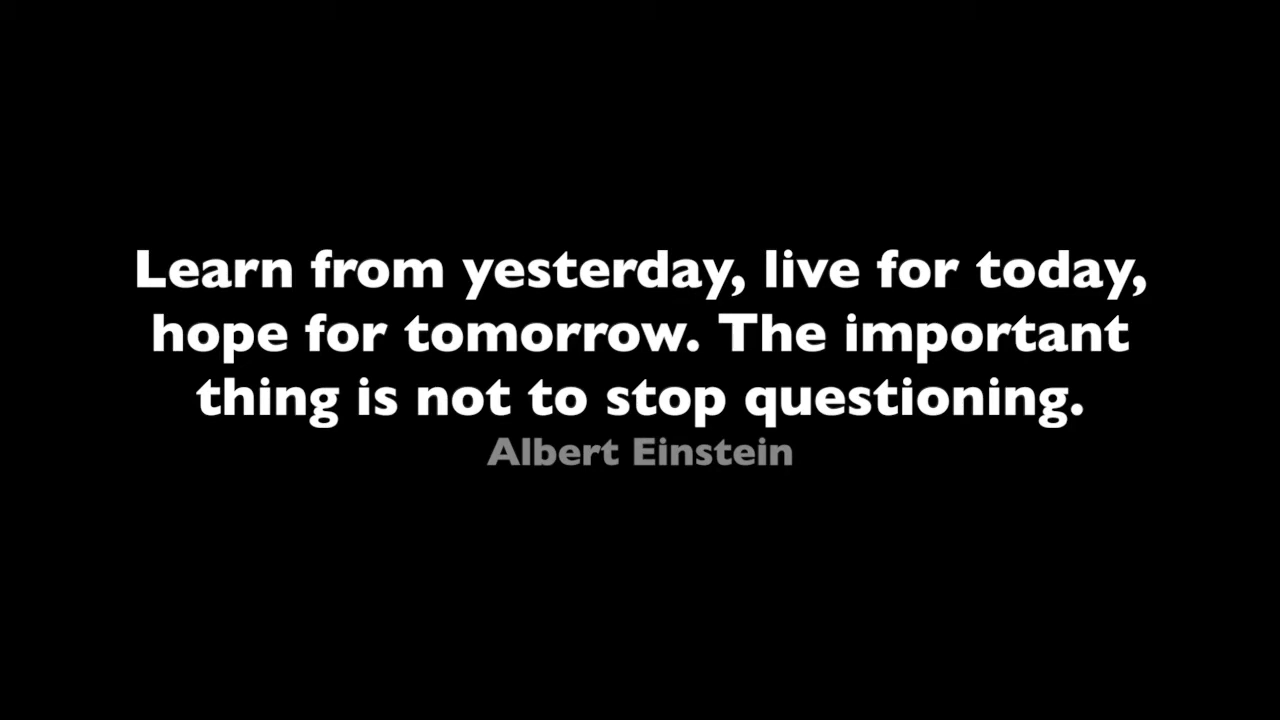 Learn from yesterday, live for today,
hope for tomorrow. The important
thing is not to stop questioning.
Albert Einstein